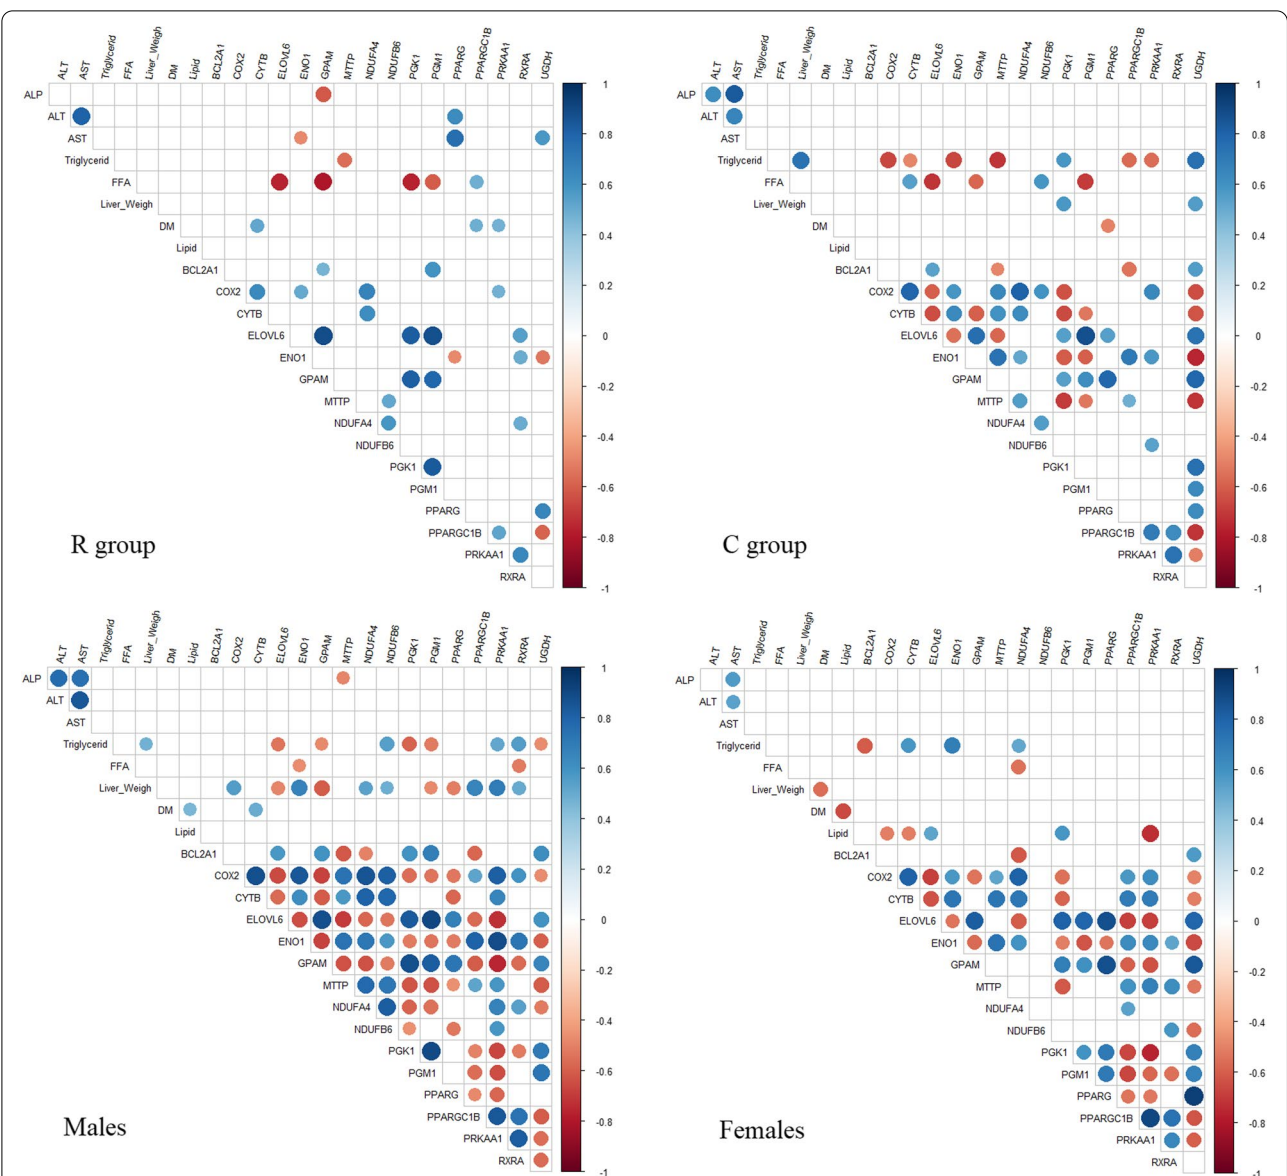 ALT AST Triglycerid FFA Liver_Weigh DM Lipid BCL2A1 COX2 CYTB ELOVL6 ENO1 GPAM MTTP NDUFA4 NDUFB6 PGK1 PGM1 PPARG PPARGC1B PRKAA1 RXRA UGDH
ALP
ALT
AST
Triglycerid
FFA
Liver_Weigh
DM
Lipid
BCL2A1
COX2
CYTB
ELOVL6
ENO1
GPAM
MTTP
NDUFA4
NDUFB6
PGK1
PGM1
PPARG
PPARGC1B
PRKAA1
RXRA
1
0.8
0.6
0.4
0.2
0
-0.2
-0.4
-0.6
-0.8
-1
R group
ALT AST Triglycerid FFA Liver_Weigh DM Lipid BCL2A1 COX2 CYTB ELOVL6 ENO1 GPAM MTTP NDUFA4 NDUFB6 PGK1 PGM1 PPARG PPARGC1B PRKAA1 RXRA UGDH
ALP
ALT
AST
Triglycerid
FFA
Liver_Weigh
DM
Lipid
BCL2A1
COX2
CYTB
ELOVL6
ENO1
GPAM
MTTP
NDUFA4
NDUFB6
PGK1
PGM1
PPARG
PPARGC1B
PRKAA1
RXRA
1
0.8
0.6
0.4
0.2
0
-0.2
-0.4
-0.6
-0.8
-1
C group
ALT AST Triglycerid FFA Liver_Weigh DM Lipid BCL2A1 COX2 CYTB ELOVL6 ENO1 GPAM MTTP NDUFA4 NDUFB6 PGK1 PGM1 PPARG PPARGC1B PRKAA1 RXRA UGDH
ALP
ALT
AST
Triglycerid
FFA
Liver_Weigh
DM
Lipid
BCL2A1
COX2
CYTB
ELOVL6
ENO1
GPAM
MTTP
NDUFA4
NDUFB6
PGK1
PGM1
PPARG
PPARGC1B
PRKAA1
RXRA
1
0.8
0.6
0.4
0.2
0
-0.2
-0.4
-0.6
-0.8
-1
Males
ALT AST Triglycerid FFA Liver_Weigh DM Lipid BCL2A1 COX2 CYTB ELOVL6 ENO1 GPAM MTTP NDUFA4 NDUFB6 PGK1 PGM1 PPARG PPARGC1B PRKAA1 RXRA UGDH
ALP
ALT
AST
Triglycerid
FFA
Liver_Weigh
DM
Lipid
BCL2A1
COX2
CYTB
ELOVL6
ENO1
GPAM
MTTP
NDUFA4
NDUFB6
PGK1
PGM1
PPARG
PPARGC1B
PRKAA1
RXRA
1
0.8
0.6
0.4
0.2
0
-0.2
-0.4
-0.6
-0.8
-1
Females